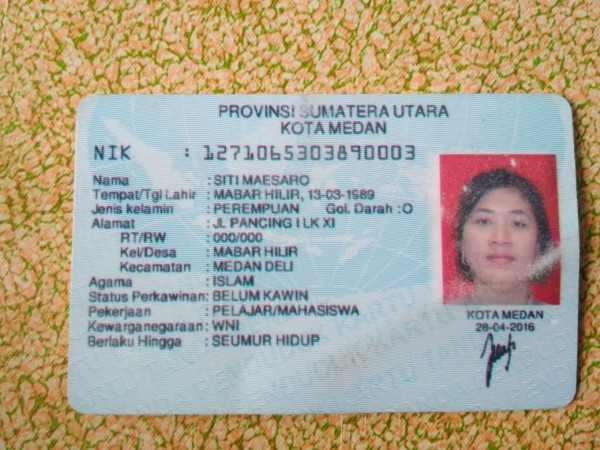 PROVINSI SUMATERA UTARA
KOTA MEDAN
NIK : 1271065303890003
Nama : SITI MAESARO
Tempat/Tgl Lahir : MABAR HILIR, 13-03-1989
Jenis kelamin : PEREMPUAN Gol. Darah : O
Alamat : JL PANCING I LK XI
RT/RW : 000/000
Kel/Desa : MABAR HILIR
Kecamatan : MEDAN DELI
Agama : ISLAM
Status Perkawinan: BELUM KAWIN
Pekerjaan : PELAJAR/MAHASISWA
Kewarganegaraan: WNI
Berlaku Hingga : SEUMUR HIDUP
KOTA MEDAN
28-04-2016